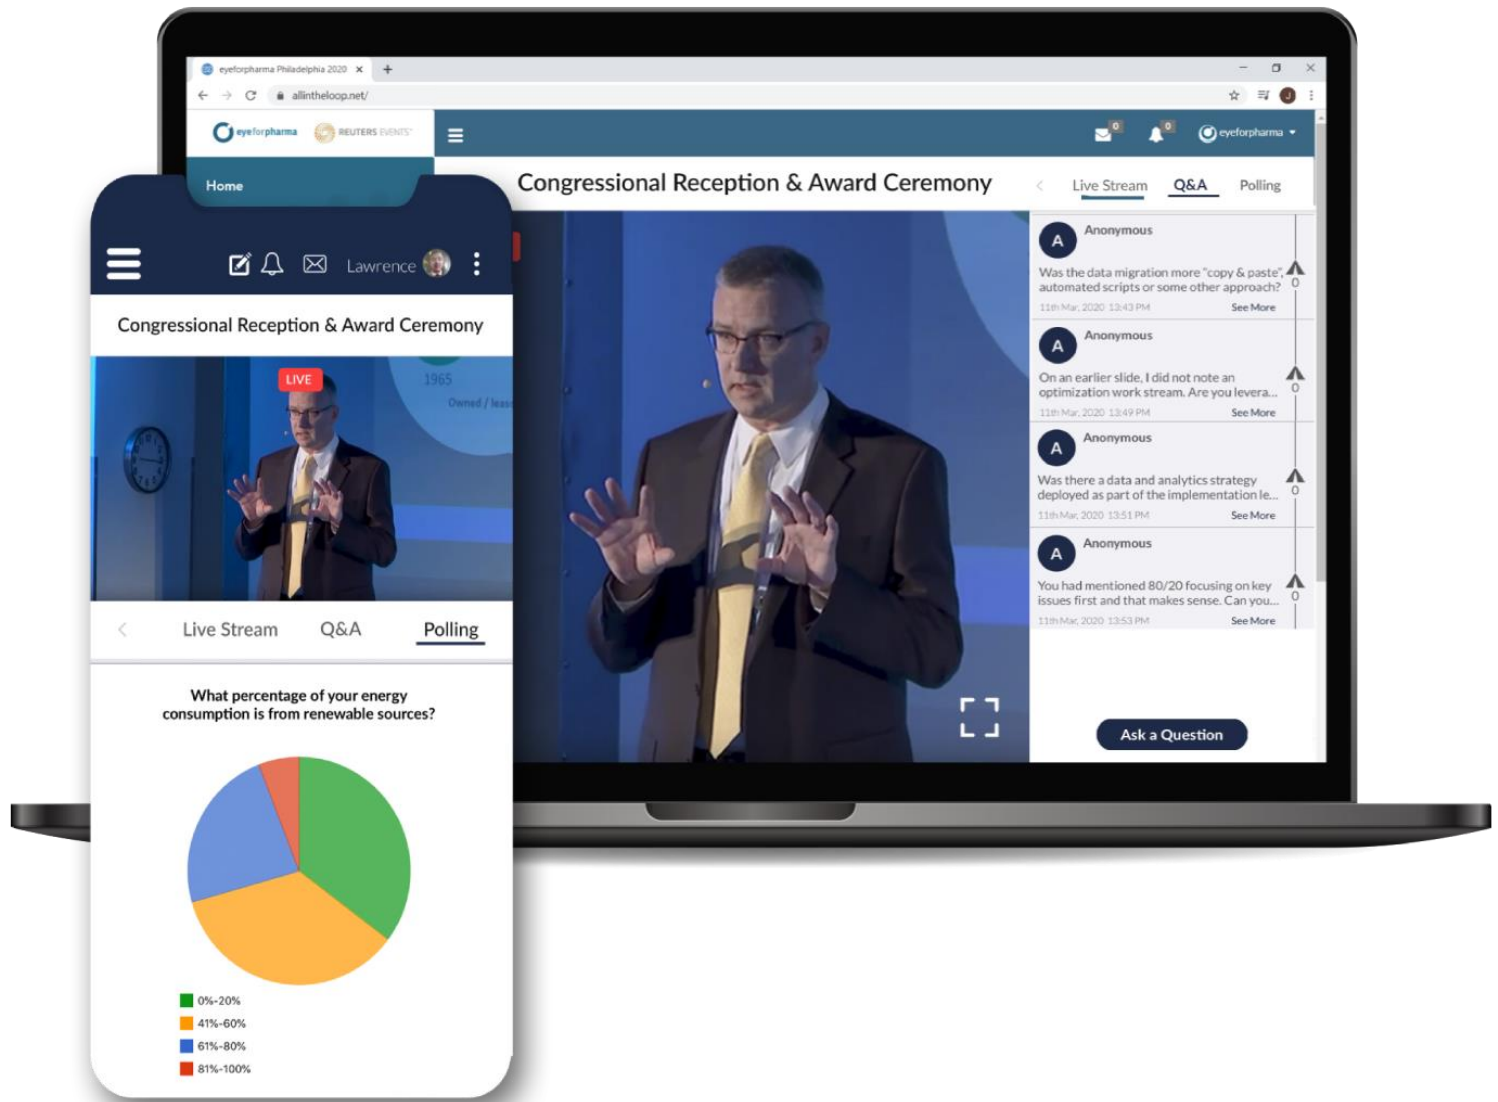 eyeforpharma Philadelphia 2020
allintheloop.net/
eyeforpharma
REUTERS EVENTS
0
0
eyeforpharma
Home
Congressional Reception & Award Ceremony
Live Stream
Q&A
Polling
A
Anonymous
Was the data migration more "copy & paste",
automated scripts or some other approach?
0
11th Mar, 2020 13:43 PM
See More
A
Anonymous
On an earlier slide, I did not note an
optimization work stream. Are you levera...
0
11th Mar, 2020 13:49 PM
See More
A
Anonymous
Was there a data and analytics strategy
deployed as part of the implementation le...
0
11th Mar, 2020 13:51 PM
See More
A
Anonymous
You had mentioned 80/20 focusing on key
issues first and that makes sense. Can you...
0
11th Mar, 2020 13:53 PM
See More
Ask a Question
J
Lawrence
Congressional Reception & Award Ceremony
LIVE
1965
Owned / leas
Live Stream
Q&A
Polling
What percentage of your energy
consumption is from renewable sources?
0%-20%
41%-60%
61%-80%
81%-100%